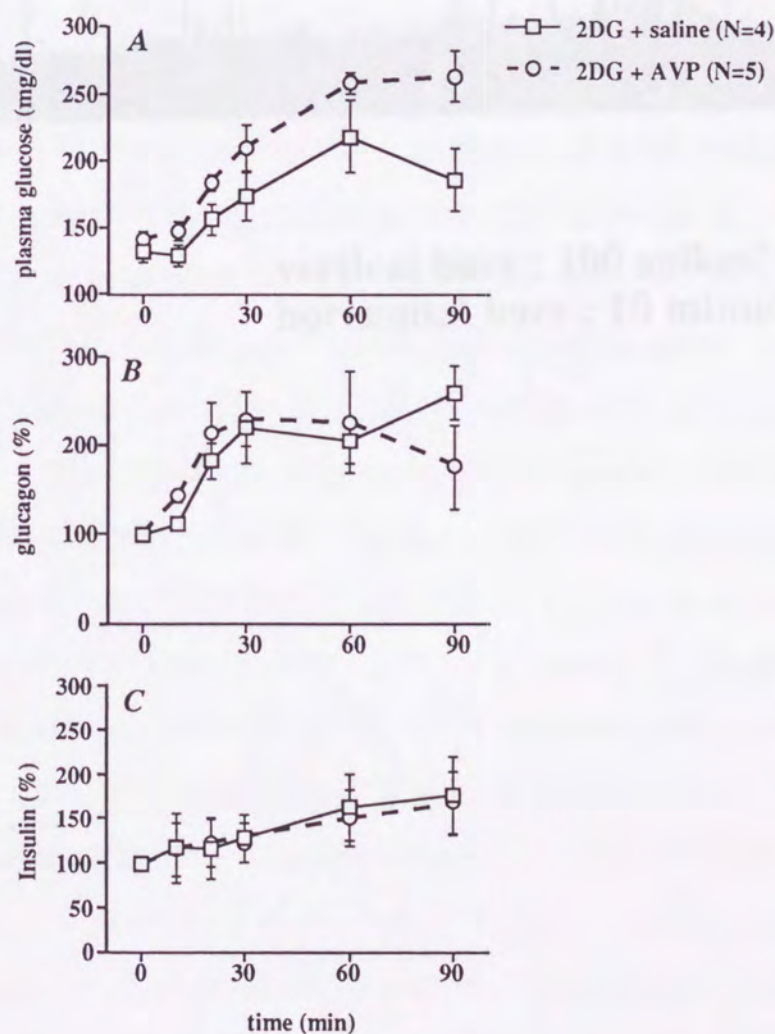 2DG + saline (N=4)
2DG + AVP (N=5)
A
plasma glucose (mg/dl)
300
250
200
150
100
0 30 60 90
vertical bars : 100
horizontal bars : 10
B
glucagon (%)
300
200
100
0
0 30 60 90
C
Insulin (%)
300
250
200
150
100
50
0
0 30 60 90
time (min)